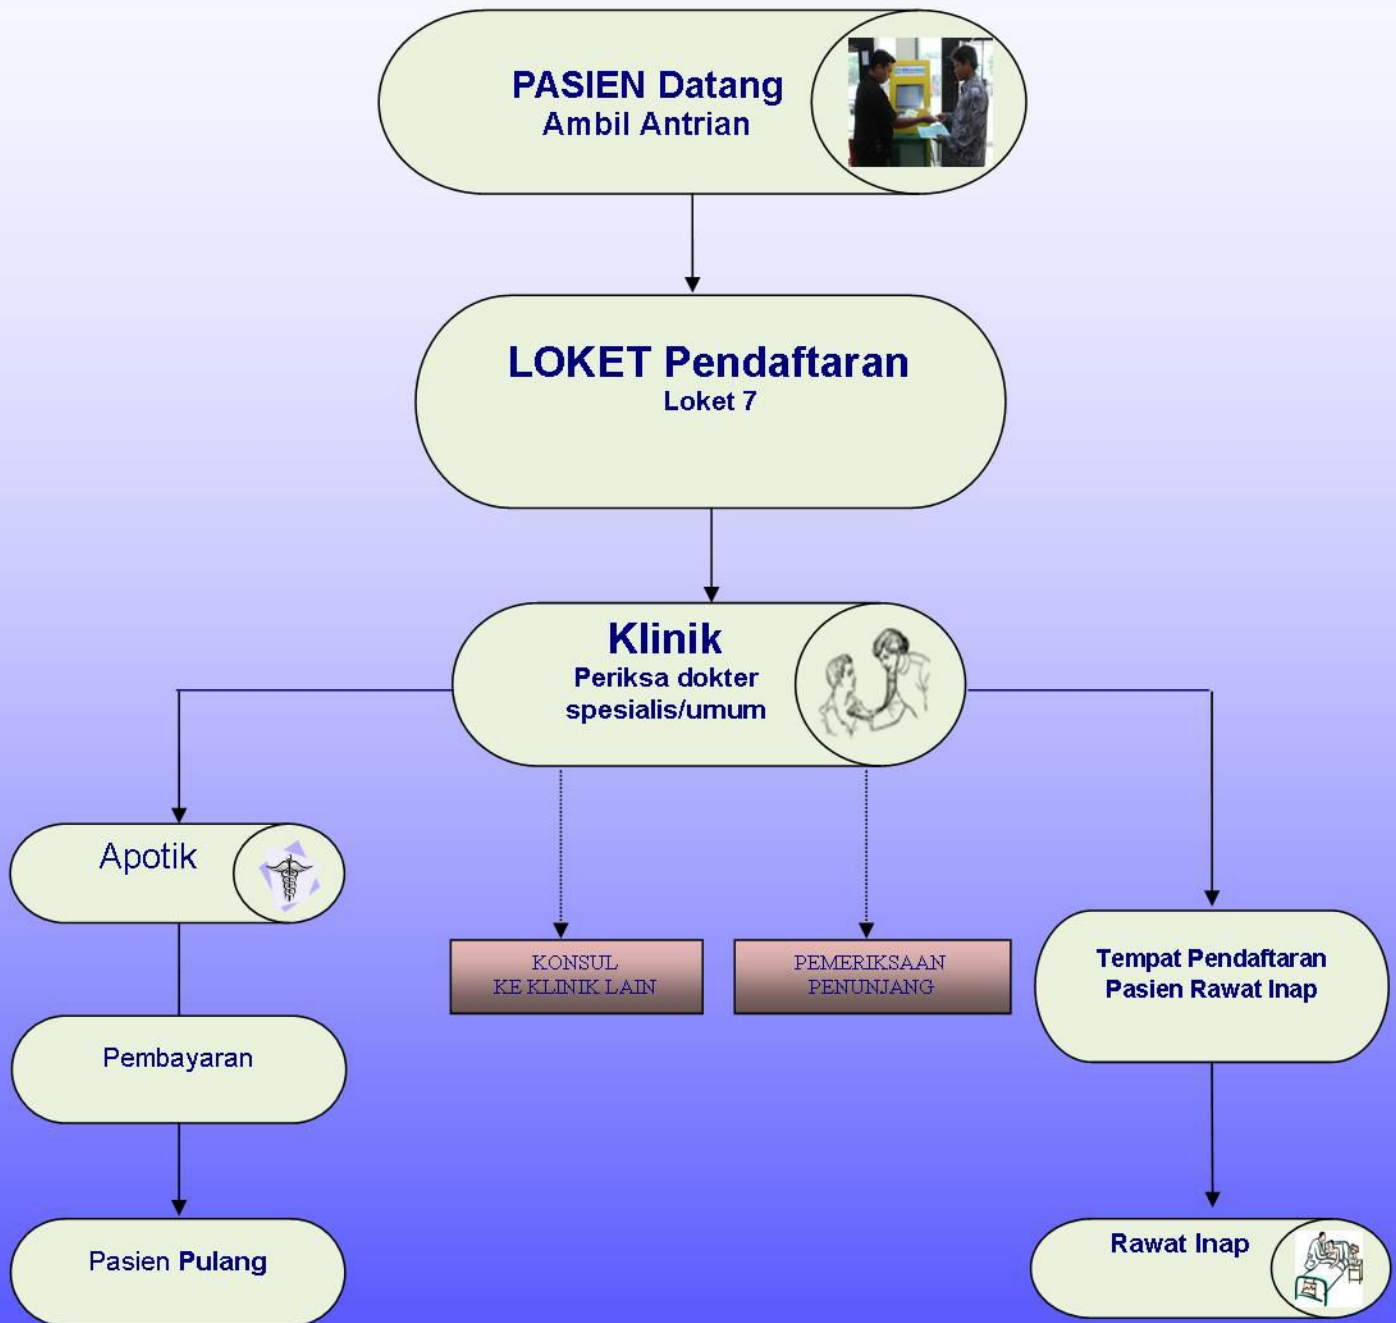 PASIEN Datang
Ambil Antrian
LOKET Pendaftaran
Loket 7
Klinik
Periksa dokter
spesialis/umum
Apotik
KONSUL
KE KLINIK LAIN
PEMERIKSAAN
PENUNJANG
Tempat Pendaftaran
Pasien Rawat Inap
Pembayaran
Pasien Pulang
Rawat Inap